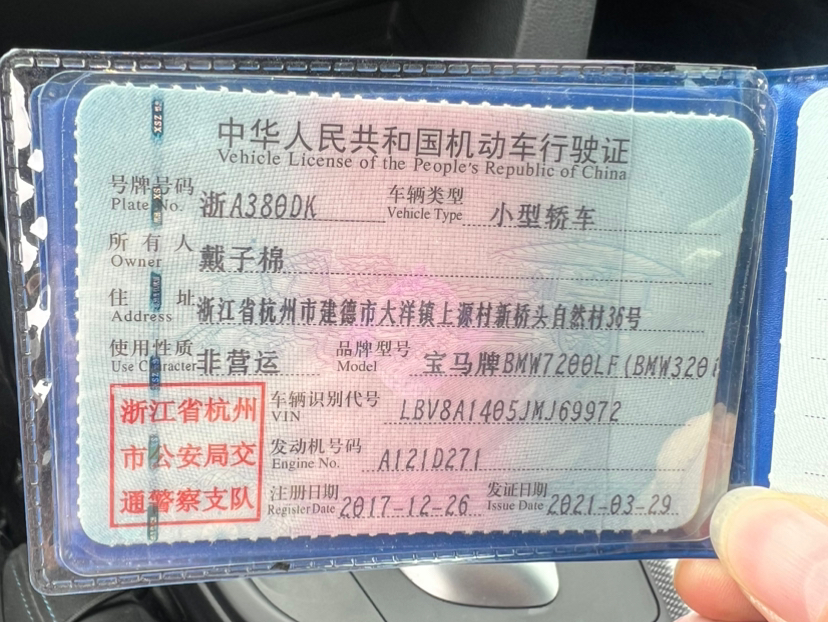 中华人民共和国机动车行驶证
Vehicle License of the People's Republic of China
号牌号码 浙A380DK 车辆类型 小型轿车
Plate No. Vehicle Type
所有人 戴子棉
Owner
住址 浙江省杭州市建德市大洋镇上源村新桥头自然村36号
Address
使用性质 非营运 品牌型号 宝马牌BMW7200LF(BMW320i
Use Character Model
浙江省杭州
市公安局交
通警察支队
车辆识别代号 LBV8A1405JMJ69972
VIN
发动机号码 A121D271
Engine No.
注册日期 2017-12-26 发证日期 2021-03-29
Register Date Issue Date